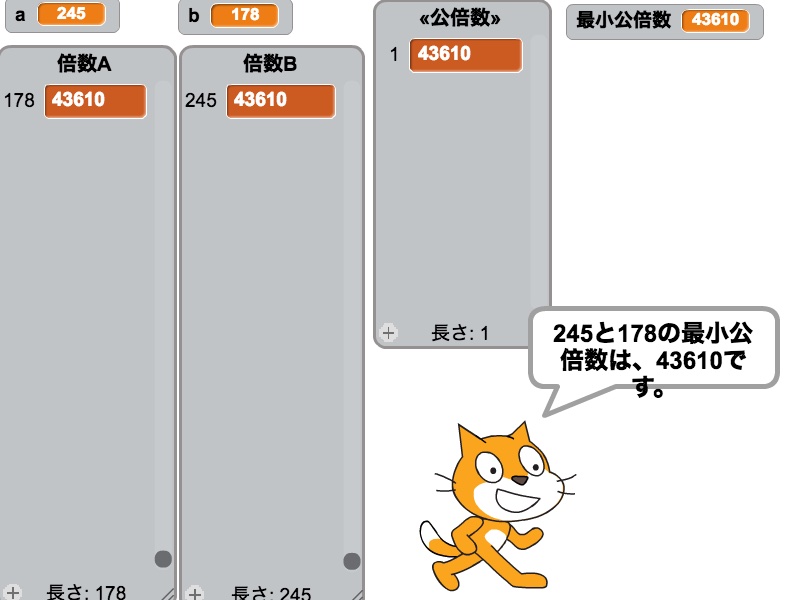 a 245
b 178
倍数A
178 43610
長さ: 178
倍数B
245 43610
長さ: 245
«公倍数»
1 43610
長さ: 1
最小公倍数 43610
245と178の最小公
倍数は、43610で
す。